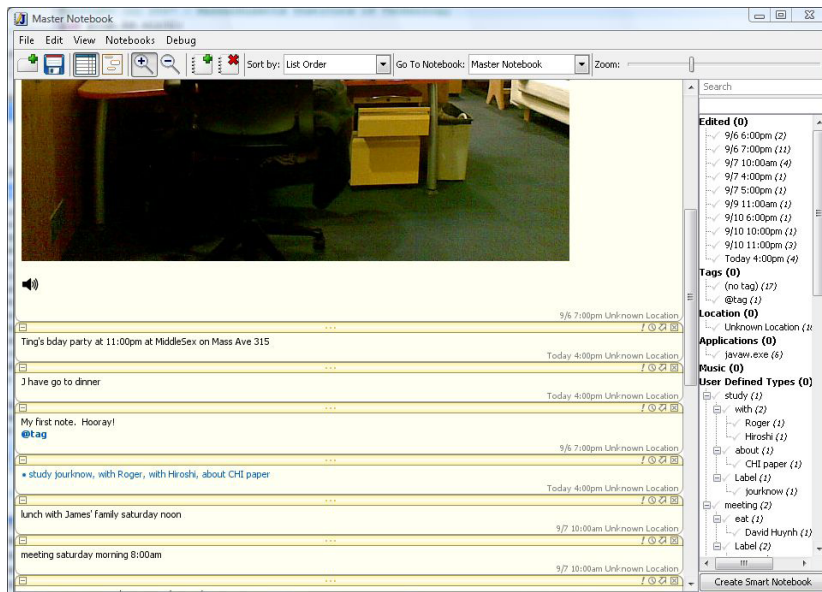 Master Notebook
File Edit View Notebooks Debug
Sort by: List Order Go To Notebook: Master Notebook Zoom:
Search
9/6 7:00pm Unknown Location
...
Ting's bday party at 11:00pm at MiddleSex on Mass Ave 315
Today 4:00pm Unknown Location
...
J have go to dinner
Today 4:00pm Unknown Location
...
My first note. Hooray!
@tag
9/6 7:00pm Unknown Location
...
• study jourknow, with Roger, with Hiroshi, about CHI paper
Today 4:00pm Unknown Location
...
lunch with James' family saturday noon
9/7 10:00am Unknown Location
...
meeting saturday morning 8:00am
9/7 10:00am Unknown Location
...
Edited (0)
9/6 6:00pm (2)
9/6 7:00pm (11)
9/7 10:00am (4)
9/7 4:00pm (1)
9/7 5:00pm (1)
9/9 11:00am (1)
9/10 6:00pm (1)
9/10 10:00pm (1)
9/10 11:00pm (3)
Today 4:00pm (4)
Tags (0)
(no tag) (17)
@tag (1)
Location (0)
Unknown Location
Applications (0)
javaw.exe (6)
Music (0)
User Defined Types (0)
study (1)
with (2)
Roger (1)
Hiroshi (1)
about (1)
CHI paper (1)
Label (1)
jourknow (1)
meeting (2)
eat (1)
David Huynh (1)
Label (2)
Create Smart Notebook